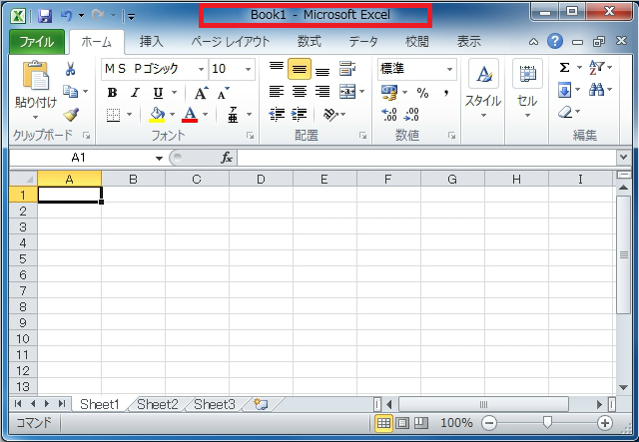 Book1 - Microsoft Excel
ファイル ホーム 挿入 ページ レイアウト 数式 データ 校閲 表示
貼り付け
クリップボード
ＭＳ Ｐゴシック 10
B I U A A
A 亜
フォント
配置
標準
% ,
.0 .00 .00 .0
数値
A スタイル
セル
Σ A Z
編集
A1 fx
A B C D E F G H I
1
2
3
4
5
6
7
8
9
10
11
12
13
Sheet1 Sheet2 Sheet3
コマンド 100%